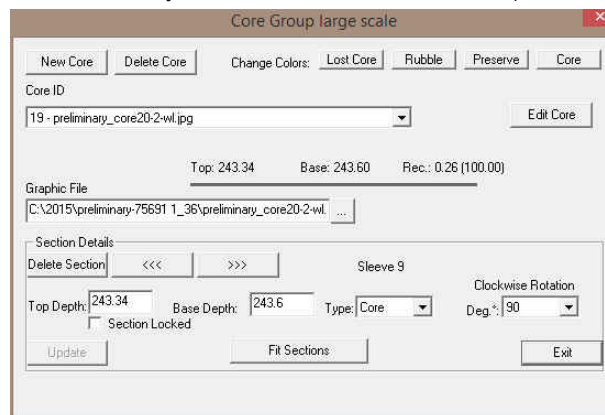 Core Group large scale
New Core Delete Core Change Colors: Lost Core Rubble Preserve Core
Core ID
19 - preliminary_core20-2-wl.jpg Edit Core
Top: 243.34 Base: 243.60 Rec.: 0.26 (100.00)
Graphic File
C:\2015\preliminary-75691 1_36\preliminary_core20-2-wl. ...
Section Details
Delete Section <<< >>> Sleeve 9
Clockwise Rotation
Top Depth: 243.34 Base Depth: 243.6 Type: Core Deg.*: 90
Section Locked
Update Fit Sections Exit